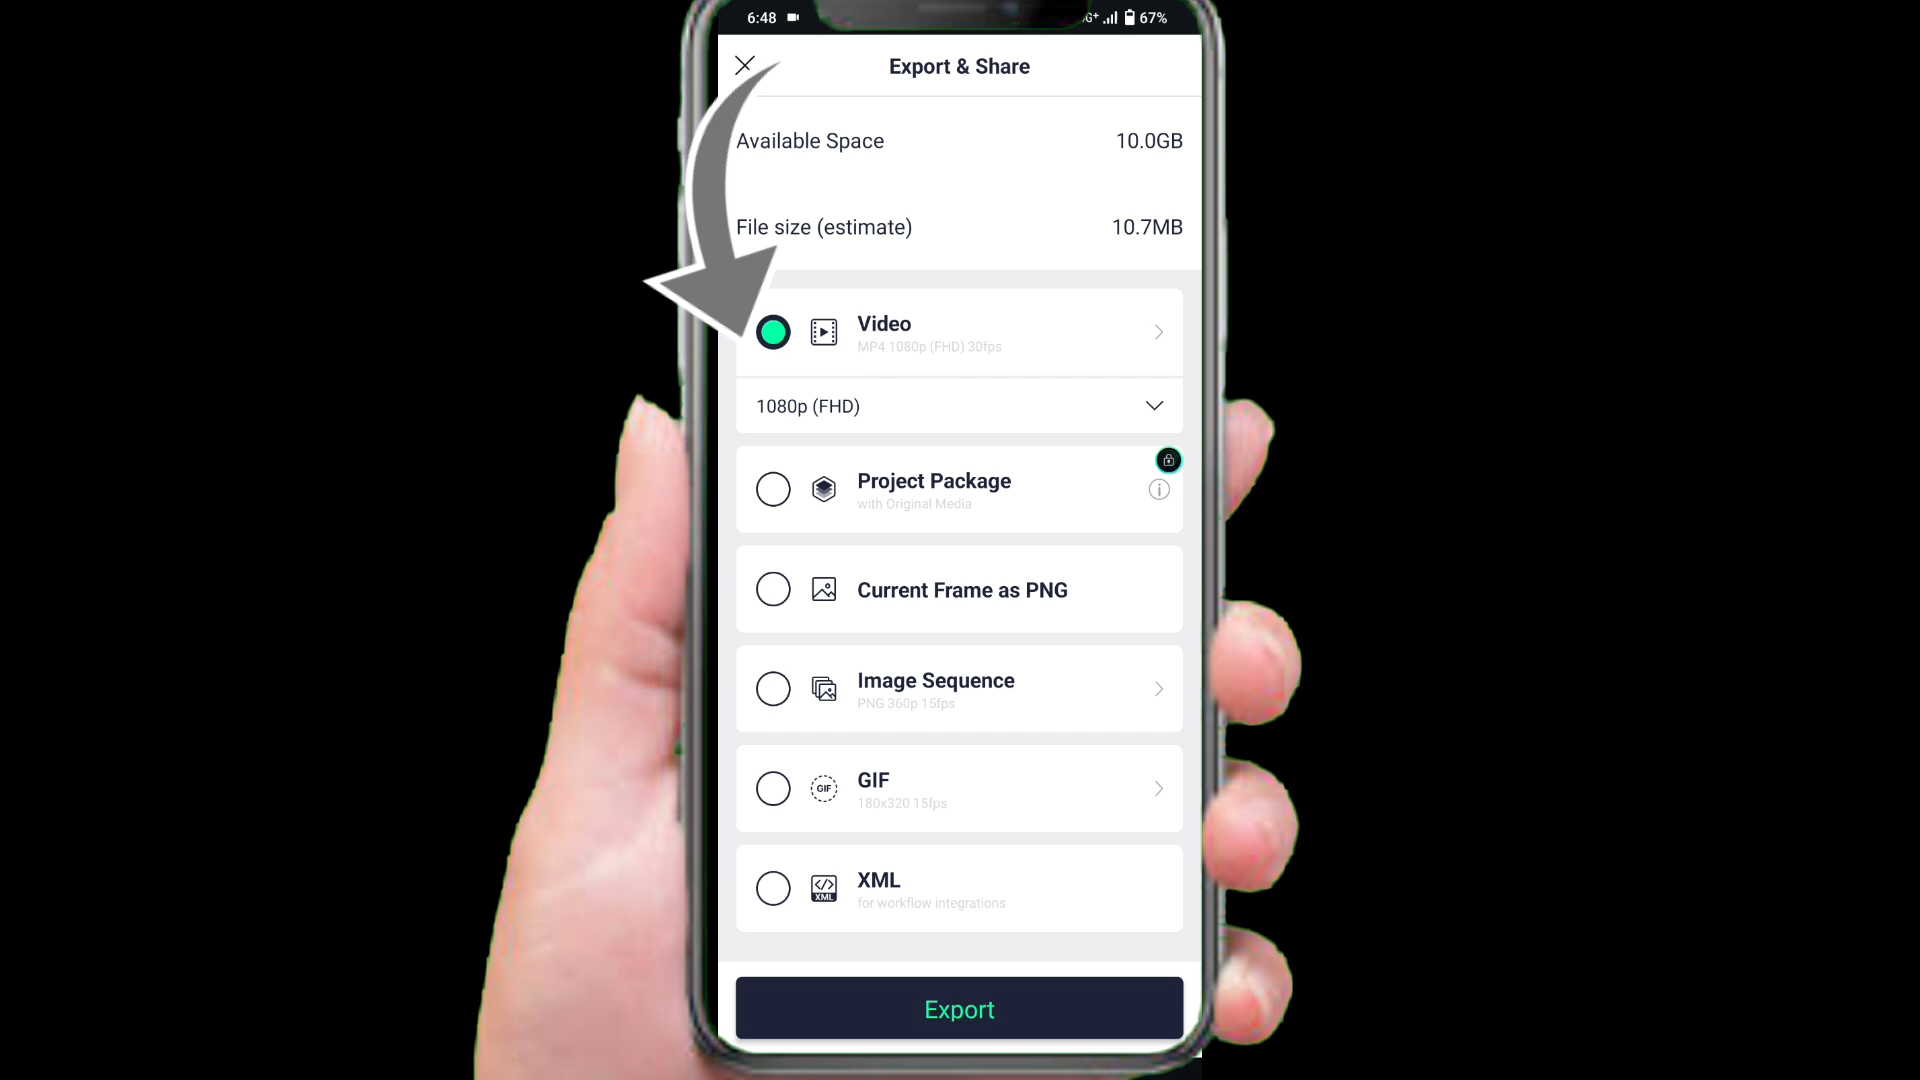 6:48 G+ 67%
Export & Share
Available Space 10.0GB
File size (estimate) 10.7MB
Video
MP4 1080p (FHD) 30fps
1080p (FHD)
Project Package
with Original Media
Current Frame as PNG
Image Sequence
PNG 360p 15fps
GIF
GIF
180x320 15fps
XML
XML
for workflow integrations
Export